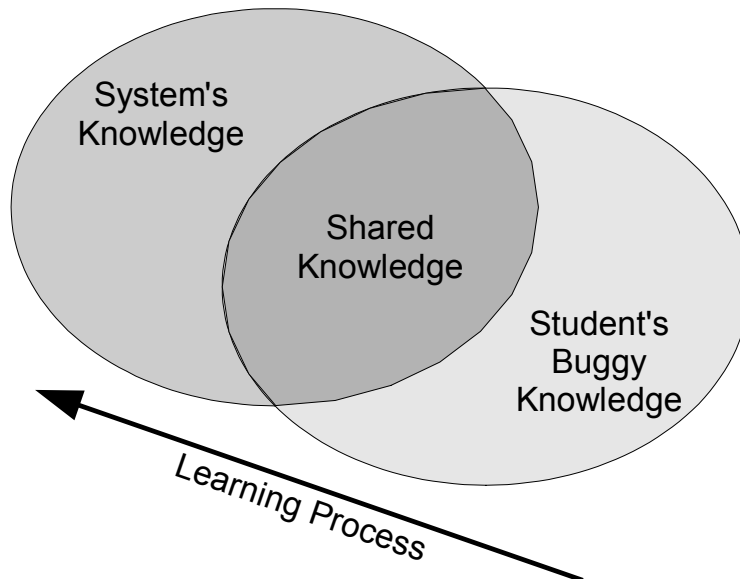 System's
Knowledge
Shared
Knowledge
Student's
Buggy
Knowledge
Learning Process